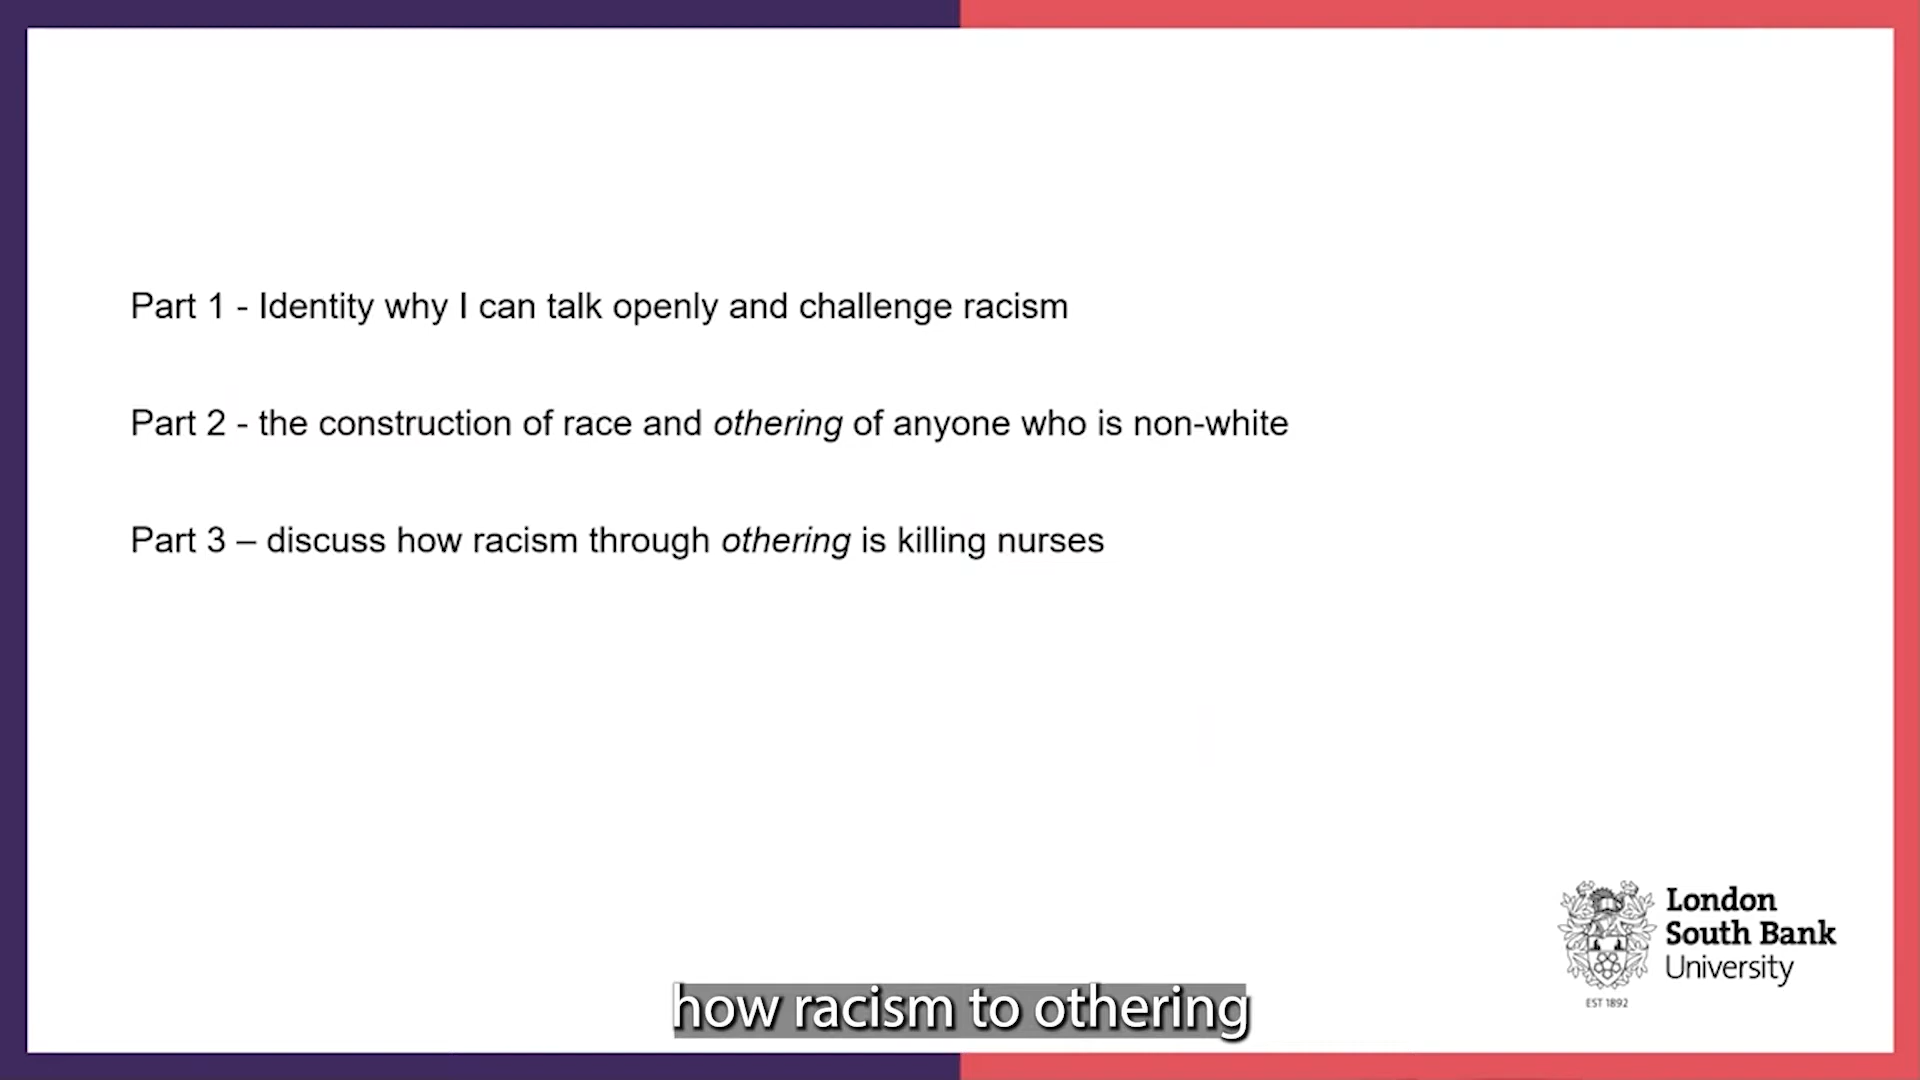 Part 1 - Identity why I can talk openly and challenge racism
Part 2 - the construction of race and othering of anyone who is non-white
Part 3 – discuss how racism through othering is killing nurses
London
South Bank
University
EST 1892
how racism to othering